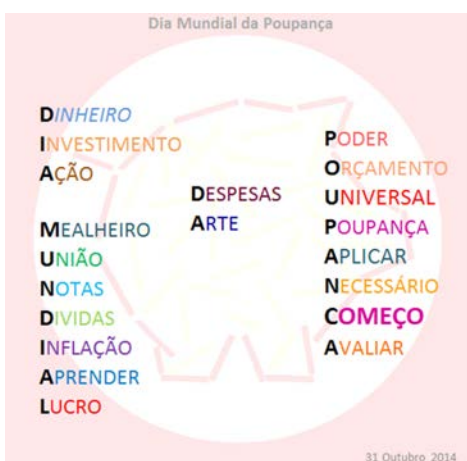 Dia Mundial da Poupança
DINHEIRO
INVESTIMENTO
AÇÃO
MEALHEIRO
UNIÃO
NOTAS
DIVIDAS
INFLAÇÃO
APRENDER
LUCRO
DESPESAS
ARTE
PODER
ORÇAMENTO
UNIVERSAL
POUPANÇA
APLICAR
NECESSÁRIO
COMEÇO
AVALIAR
31 Outubro 2014